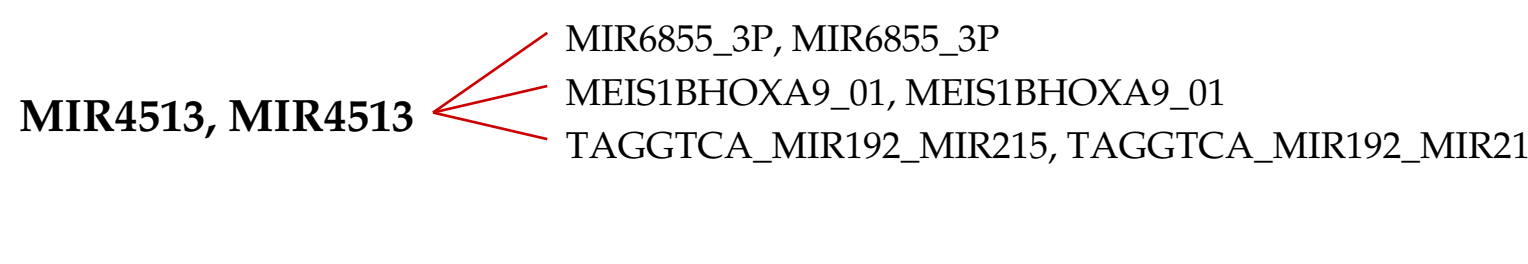 MIR6855_3P, MIR6855_3P
MEIS1BHOXA9_01, MEIS1BHOXA9_01
MIR4513, MIR4513
TAGGTCA_MIR192_MIR215, TAGGTCA_MIR192_MIR21